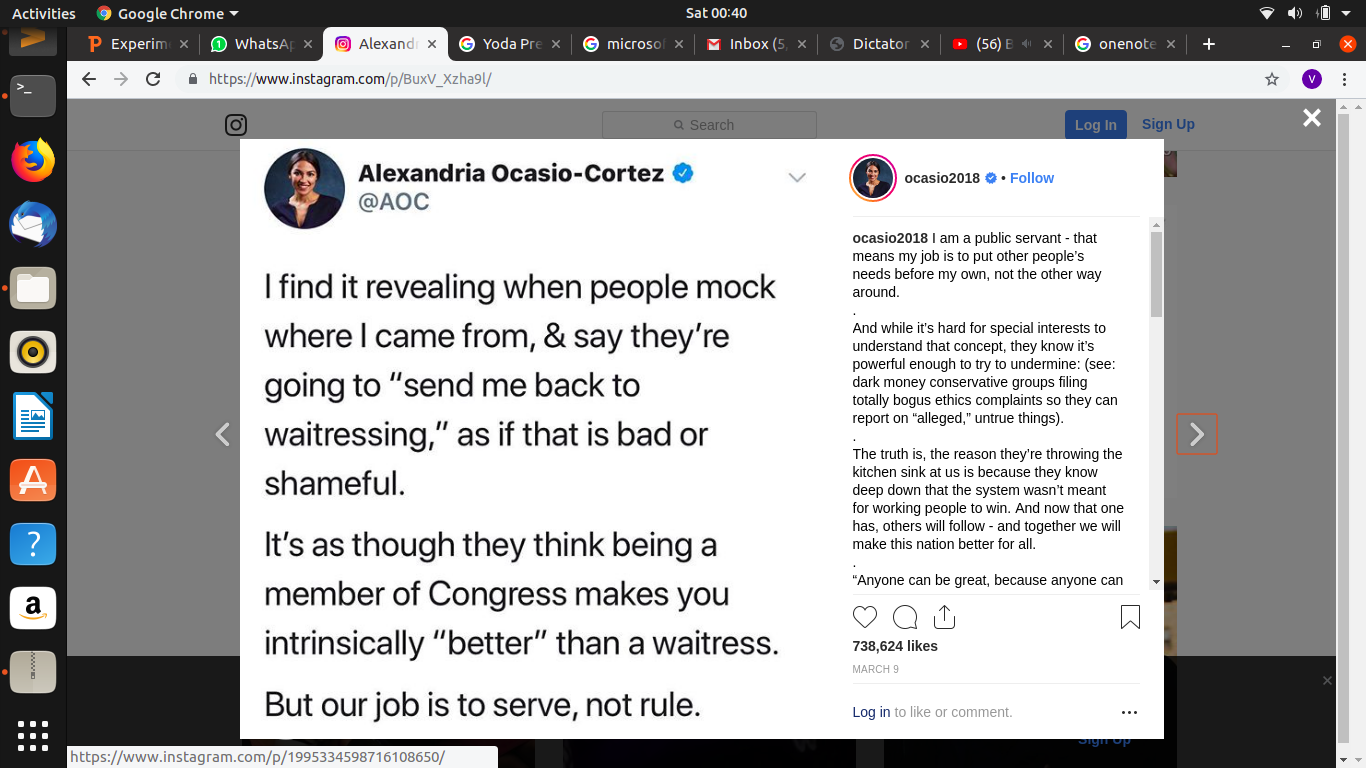 Activities
Google Chrome
Sat 00:40
Experim
WhatsAp
Alexand
Yoda Pre
microso
Inbox (5,
Dictator
(56) B
onenote
https://www.instagram.com/p/BuxV_Xzha9l/
V
Search
Log In
Sign Up
Alexandria Ocasio-Cortez
@AOC
I find it revealing when people mock
where I came from, & say they’re
going to “send me back to
waitressing,” as if that is bad or
shameful.
It’s as though they think being a
member of Congress makes you
intrinsically “better” than a waitress.
But our job is to serve, not rule.
ocasio2018 • Follow
ocasio2018 I am a public servant - that
means my job is to put other people’s
needs before my own, not the other way
around.
.
And while it’s hard for special interests to
understand that concept, they know it’s
powerful enough to try to undermine: (see:
dark money conservative groups filing
totally bogus ethics complaints so they can
report on “alleged,” untrue things).
.
The truth is, the reason they’re throwing the
kitchen sink at us is because they know
deep down that the system wasn’t meant
for working people to win. And now that one
has, others will follow - and together we will
make this nation better for all.
.
“Anyone can be great, because anyone can
738,624 likes
MARCH 9
Log in to like or comment.
Sign Up
https://www.instagram.com/p/1995334598716108650/